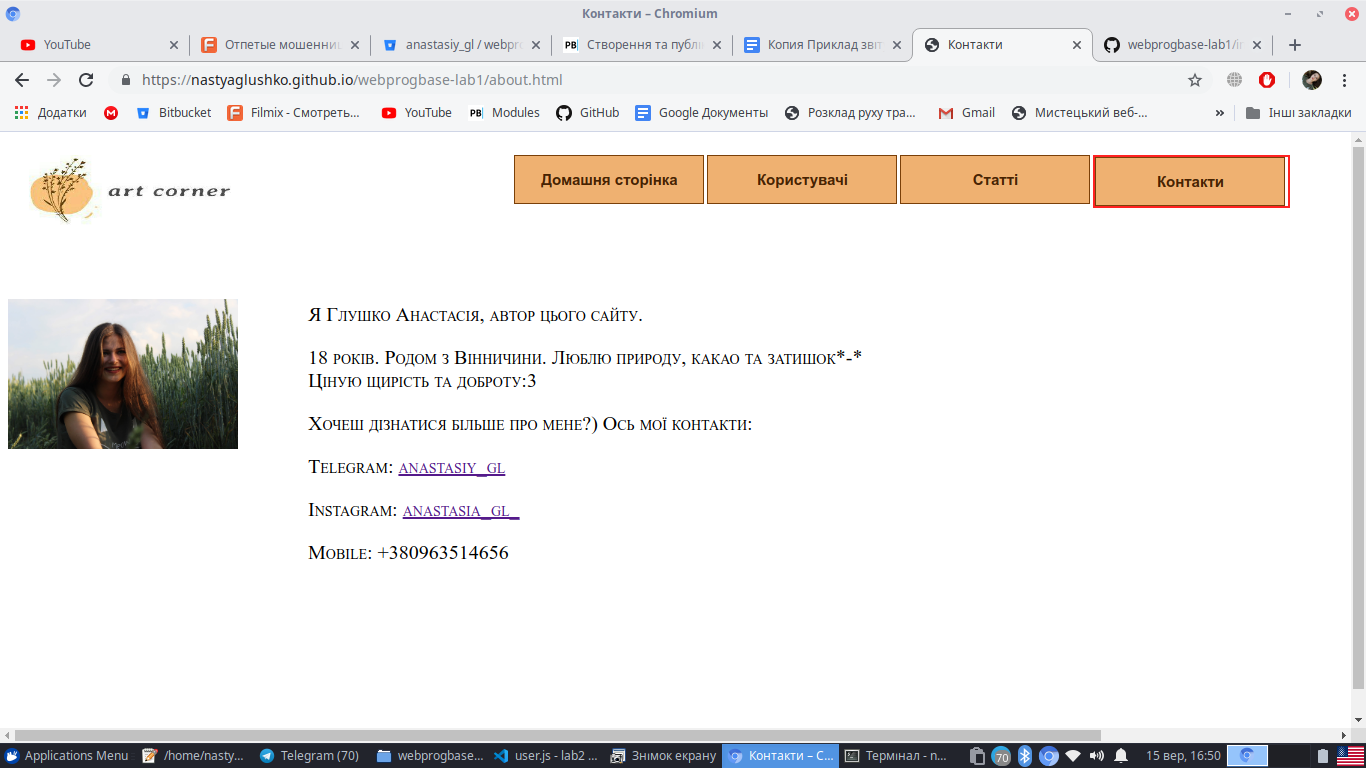 Контакти – Chromium
YouTube
Отпетые мошенниц
anastasiy_gl / webpro
Створення та публі
Копия Приклад звіт
Контакти
webprogbase-lab1/in
https://nastyaglushko.github.io/webprogbase-lab1/about.html
Додатки
Bitbucket
Filmix - Смотреть...
YouTube
PB Modules
GitHub
Google Документы
Розклад руху тра...
Gmail
Мистецький веб-...
» Інші закладки
art corner
Домашня сторінка
Користувачі
Статті
Контакти
Я Глушко Анастасія, автор цього сайту.
18 років. Родом з Вінничини. Люблю природу, какао та затишок*-*
Ціную щирість та доброту:3
Хочеш дізнатися більше про мене?) Ось мої контакти:
Telegram: anastasiy_gl
Instagram: anastasia_gl_
Mobile: +380963514656
Applications Menu
/home/nasty...
Telegram (70)
webprogbase...
user.js - lab2 ...
Знімок екрану
Контакти – C...
Термінал - n...
70
15 вер, 16:50